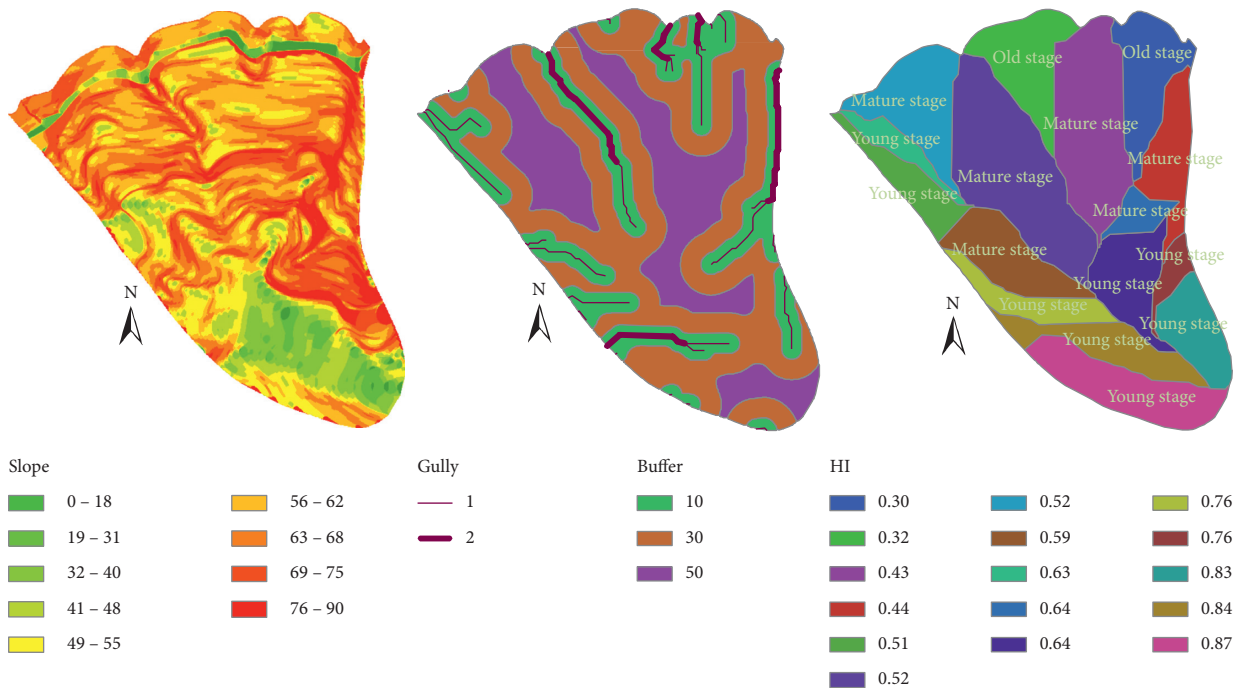 Old stage
Old stage
Mature stage
Mature stage
Young stage
Mature stage
Mature stage
Young stage
Mature stage
Mature stage
Young stage
Young stage
Young stage
Young stage
Young stage
Young stage
N
N
N
Slope
0 – 18
19 – 31
32 – 40
41 – 48
49 – 55
56 – 62
63 – 68
69 – 75
76 – 90
Gully
1
2
Buffer
10
30
50
HI
0.30
0.32
0.43
0.44
0.51
0.52
0.52
0.59
0.63
0.64
0.64
0.76
0.76
0.83
0.84
0.87